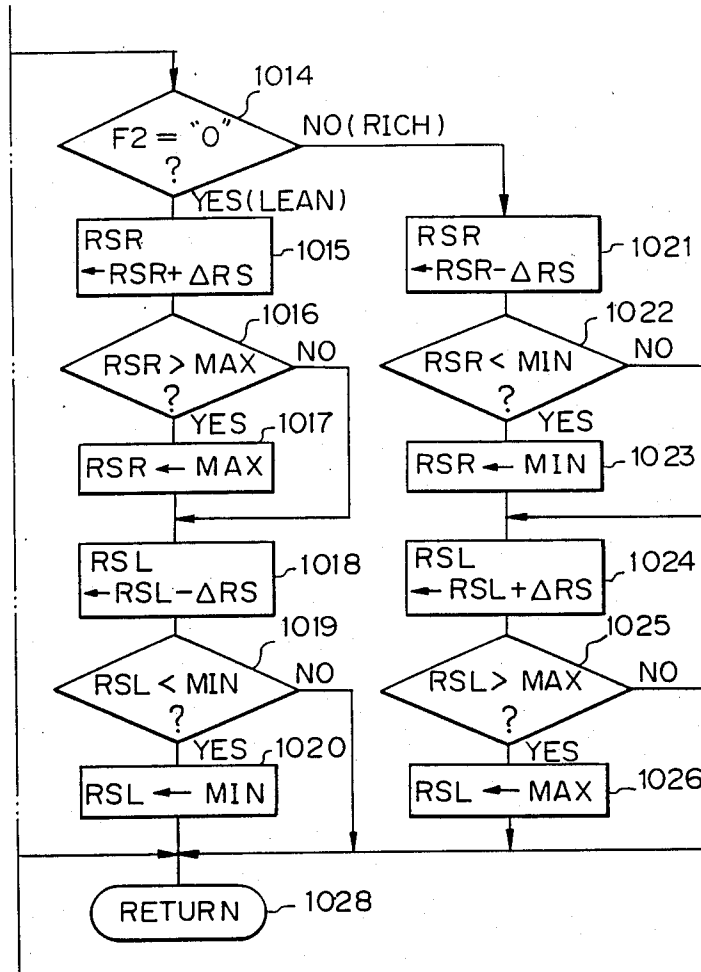 1014
F2 = "0"
?
NO(RICH)
YES(LEAN)
RSR
←RSR+ΔRS
1015
1016
RSR > MAX
?
NO
YES
1017
RSR ← MAX
RSL
←RSL−ΔRS
1018
1019
RSL < MIN
?
NO
YES
1020
RSL ← MIN
RSR
←RSR−ΔRS
1021
1022
RSR < MIN
?
NO
YES
RSR ← MIN
1023
RSL
←RSL+ΔRS
1024
1025
RSL > MAX
?
NO
YES
RSL ← MAX
1026
RETURN
1028